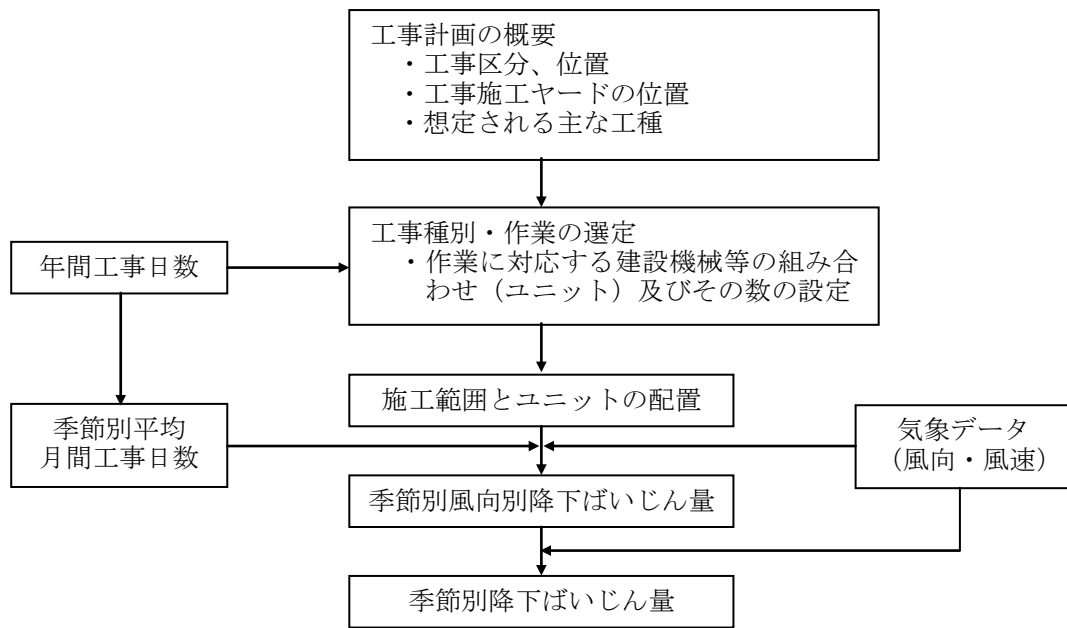 工事計画の概要
・工事区分、位置
・工事施工ヤードの位置
・想定される主な工種
工事種別・作業の選定
・作業に対応する建設機械等の組み合
わせ（ユニット）及びその数の設定
年間工事日数
施工範囲とユニットの配置
季節別平均
月間工事日数
気象データ
（風向・風速）
季節別風向別降下ばいじん量
季節別降下ばいじん量